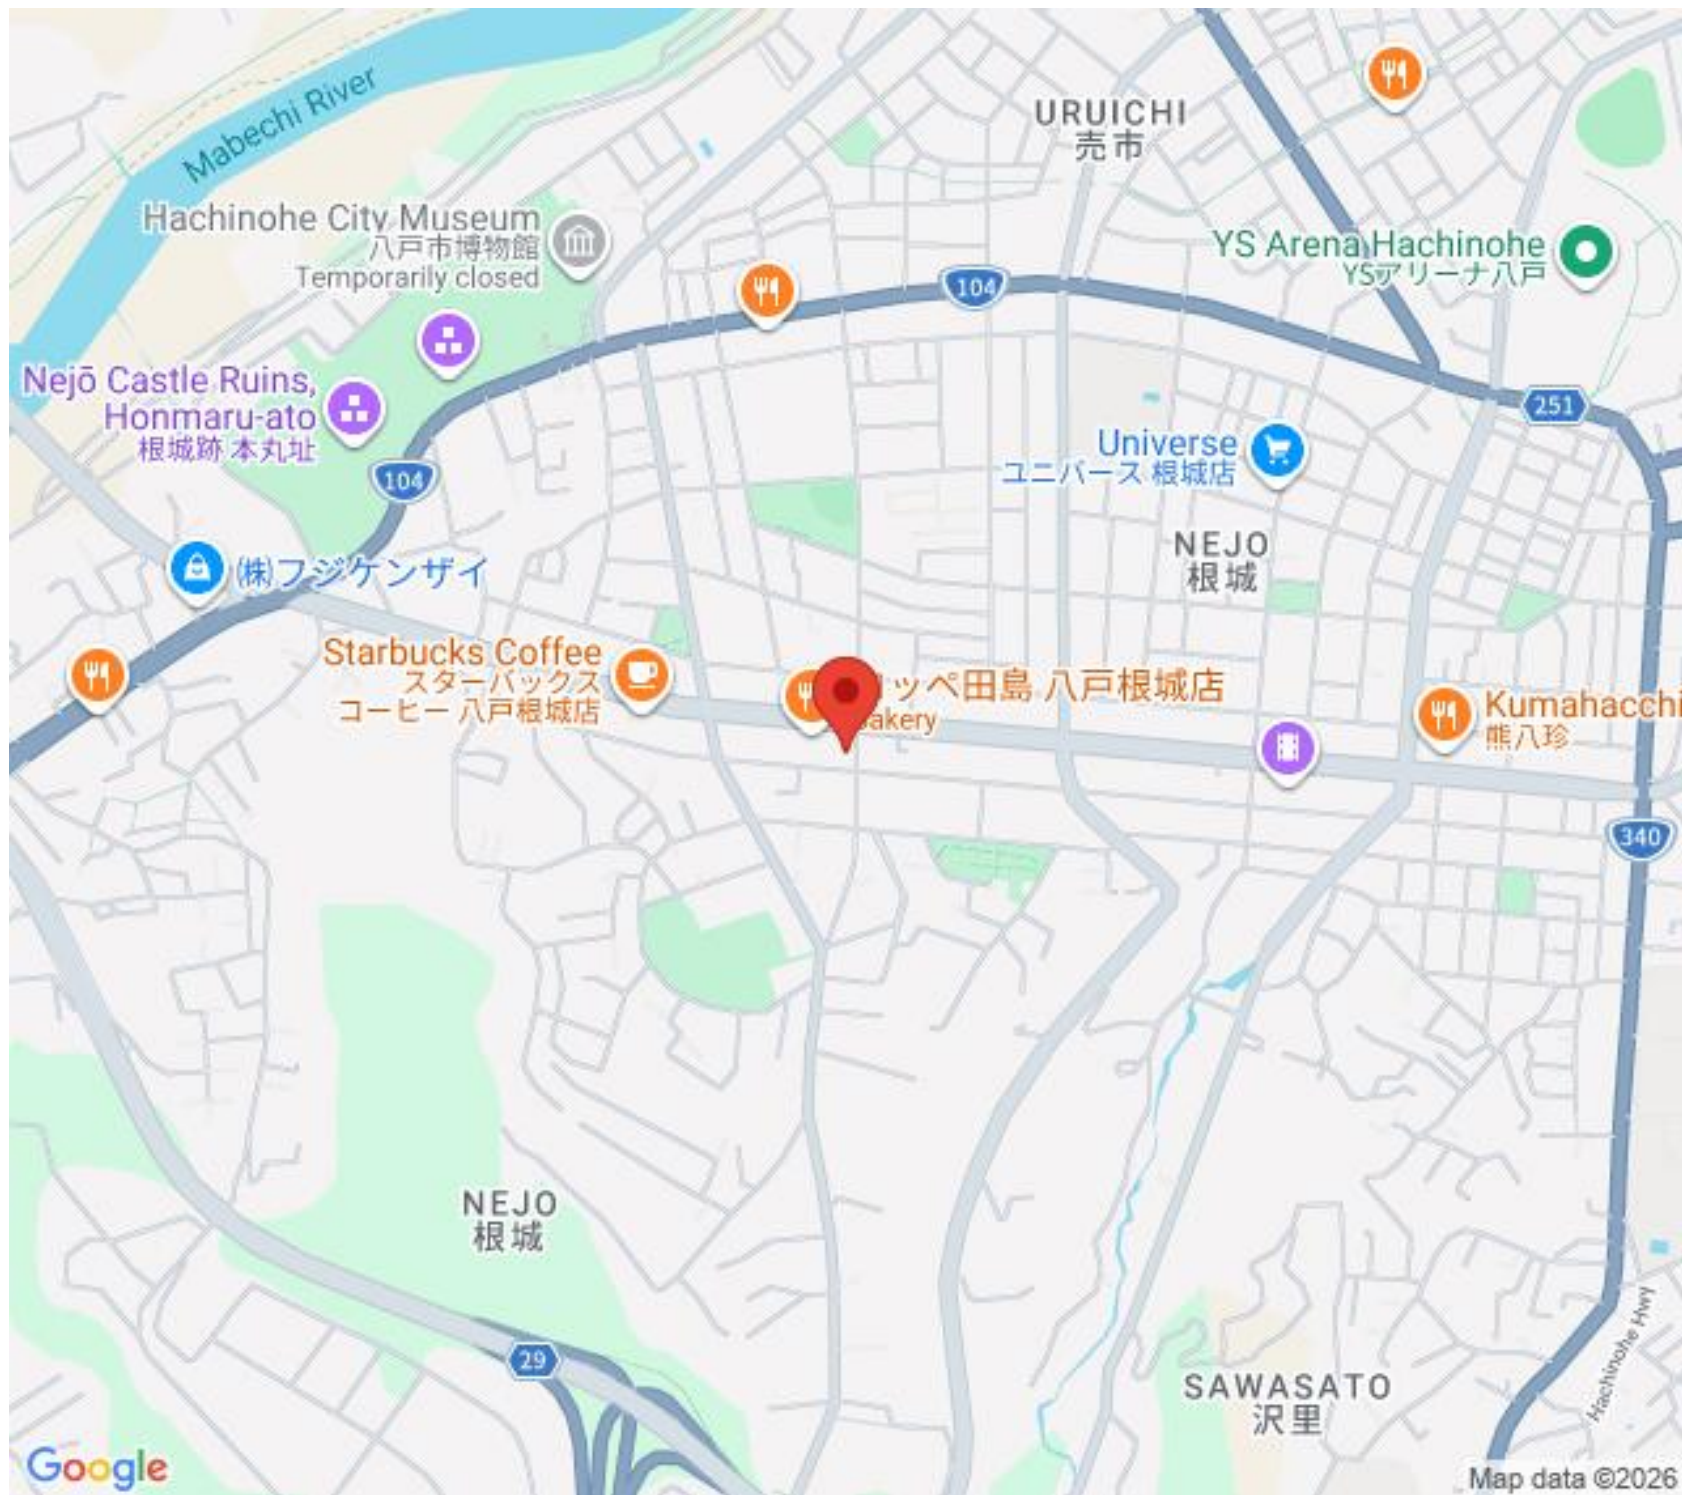 Mabechi River
URUICHI
売市
Hachinohe City Museum
八戸市博物館
Temporarily closed
YS Arena Hachinohe
YSアリーナ八戸
104
Nejō Castle Ruins,
Honmaru-ato
根城跡 本丸址
251
Universe
ユニバース 根城店
104
NEJO
根城
㈱フジケンザイ
Starbucks Coffee
スターバックス
コーヒー 八戸根城店
ッペ田島 八戸根城店
akery
Kumahacchi
熊八珍
340
NEJO
根城
29
SAWASATO
沢里
Hachinohe Hwy
Google
Map data ©2026